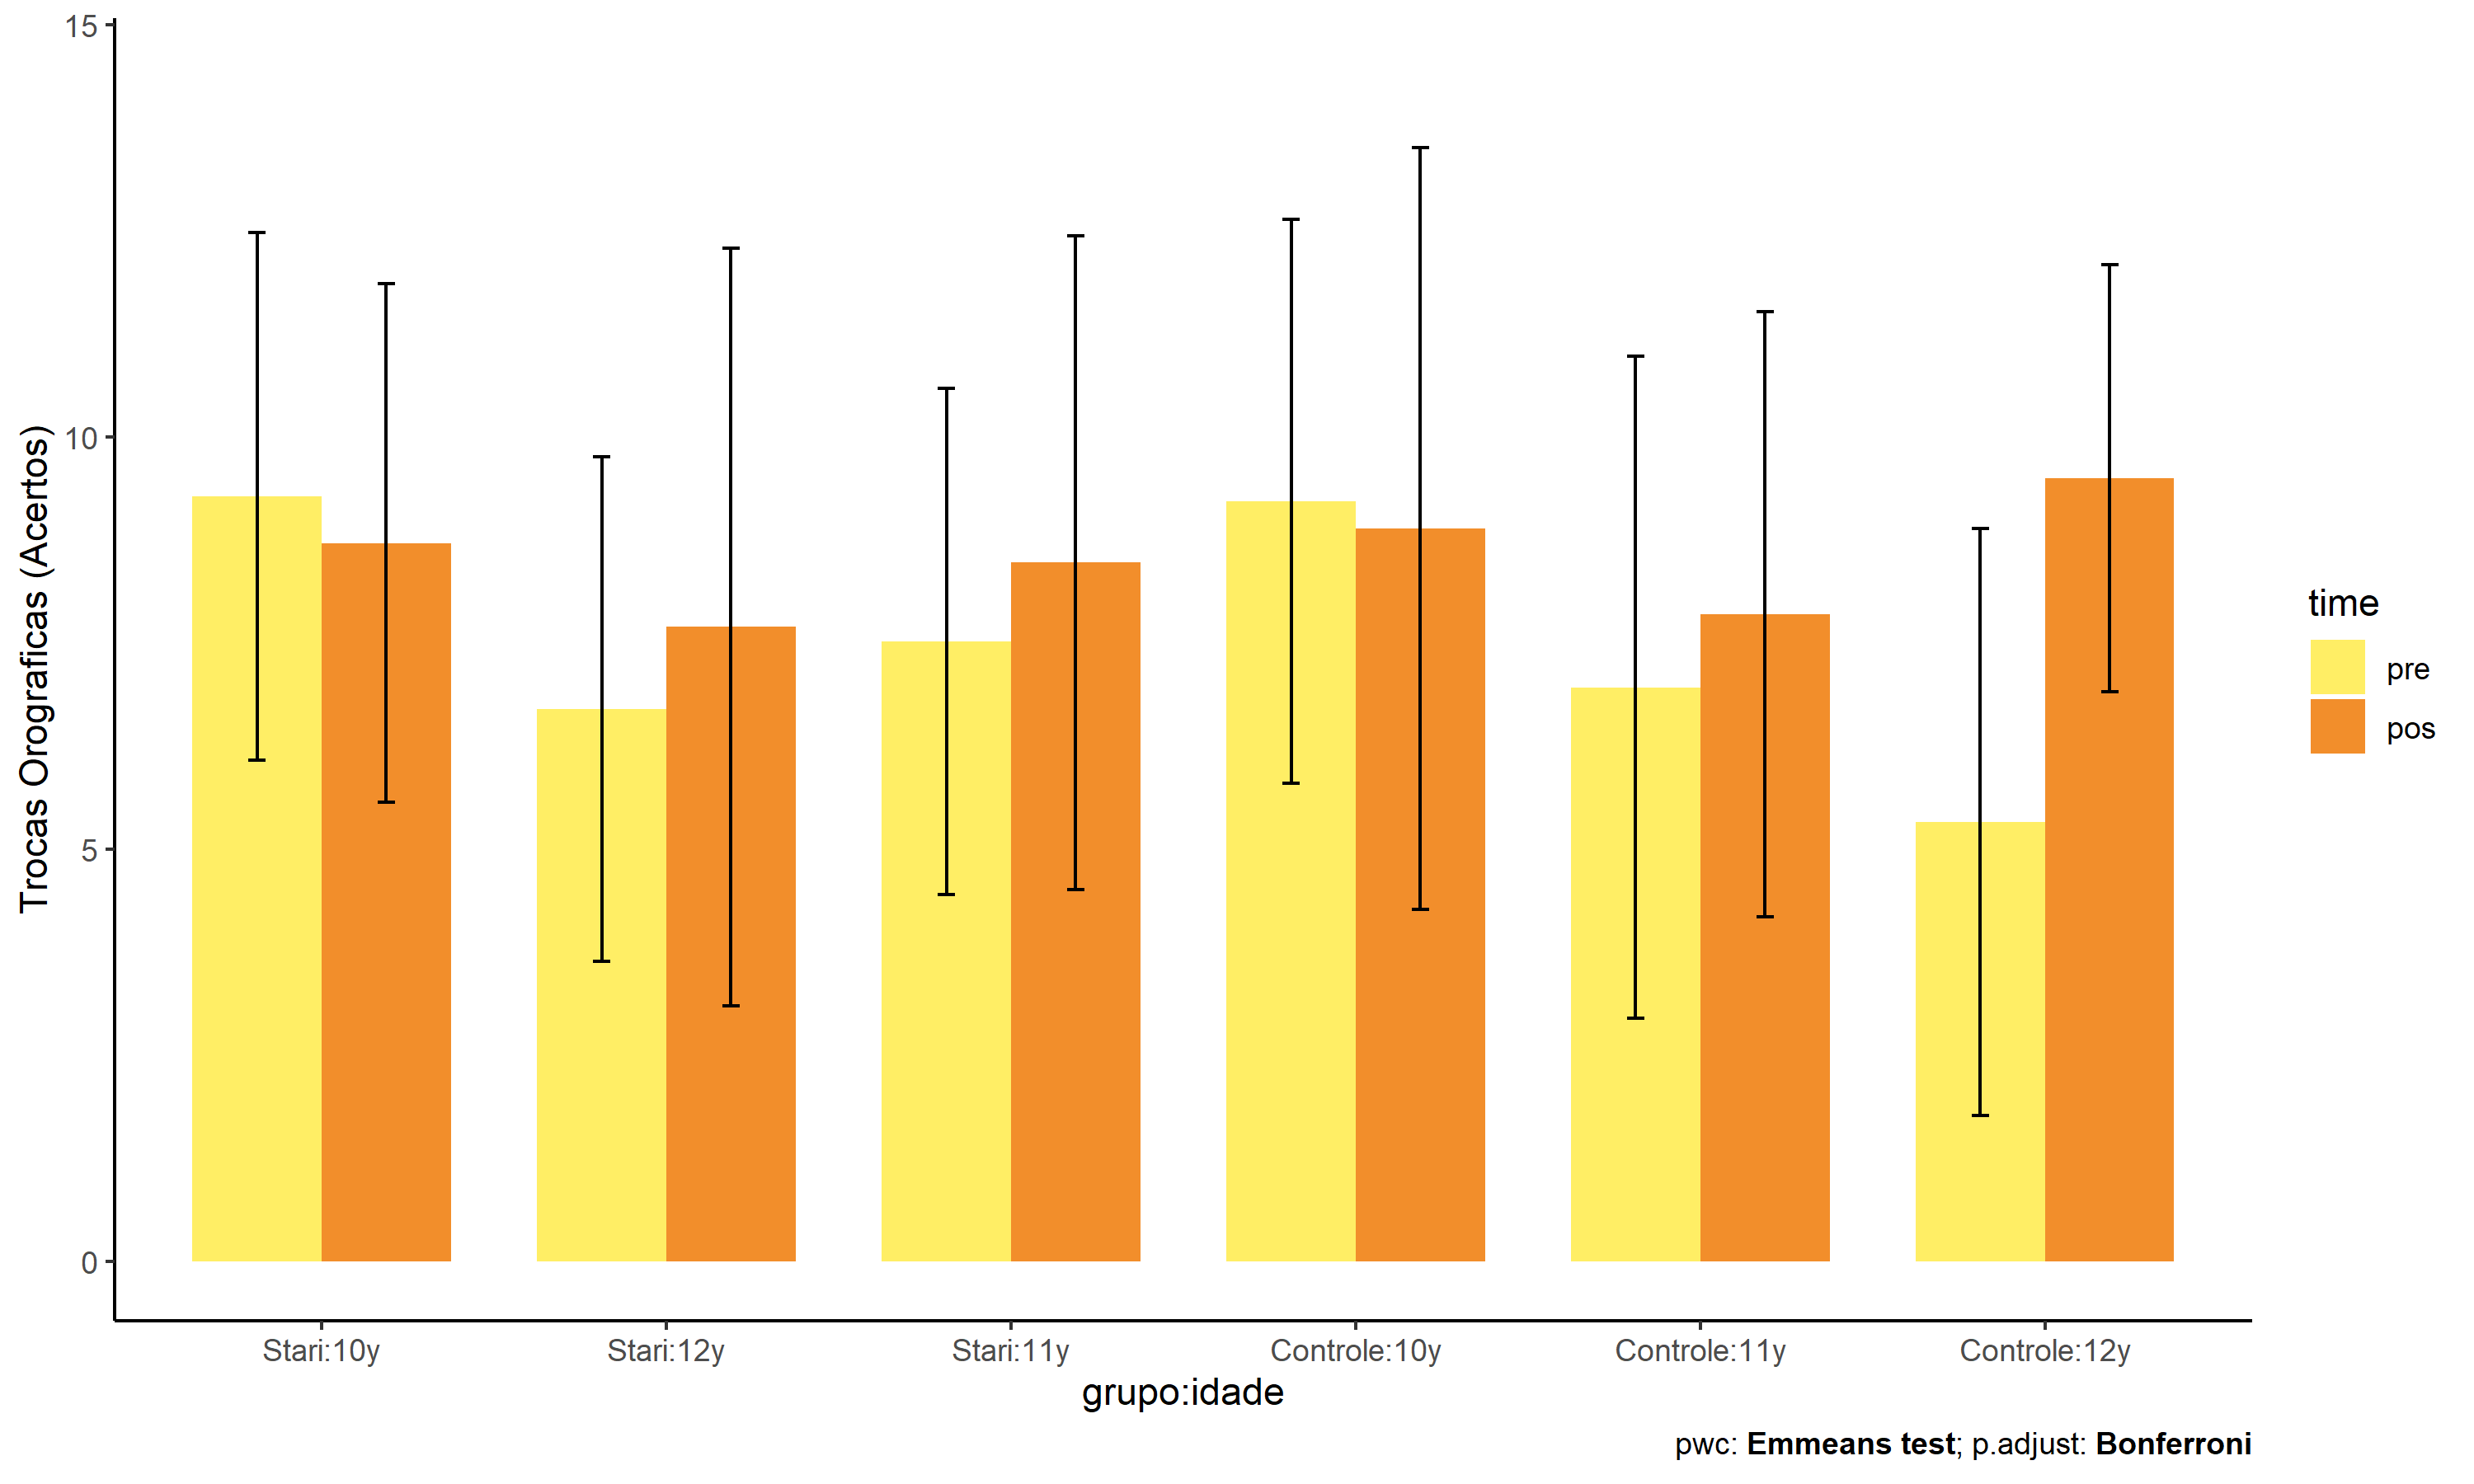 Trocas Orograficas (Acertos)
15
10
5
0
Stari:10y
Stari:12y
Stari:11y
Controle:10y
Controle:11y
Controle:12y
grupo:idade
time
pre
pos
pwc: Emmeans test; p.adjust: Bonferroni